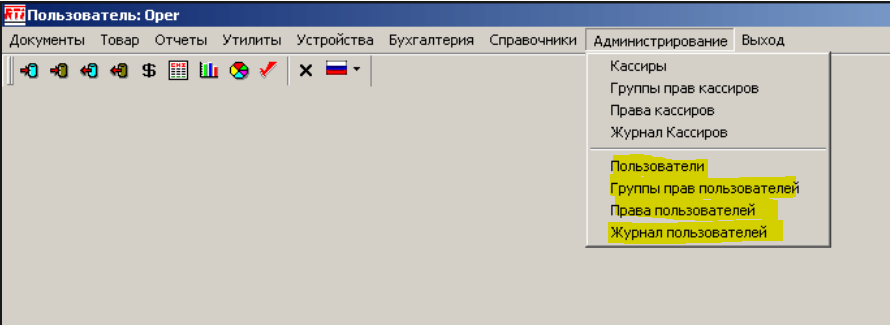 RTi Пользователь: Oper
Документы Товар Отчеты Утилиты Устройства Бухгалтерия Справочники Администрирование Выход
$
Кассиры
Группы прав кассиров
Права кассиров
Журнал Кассиров
Пользователи
Группы прав пользователей
Права пользователей
Журнал пользователей